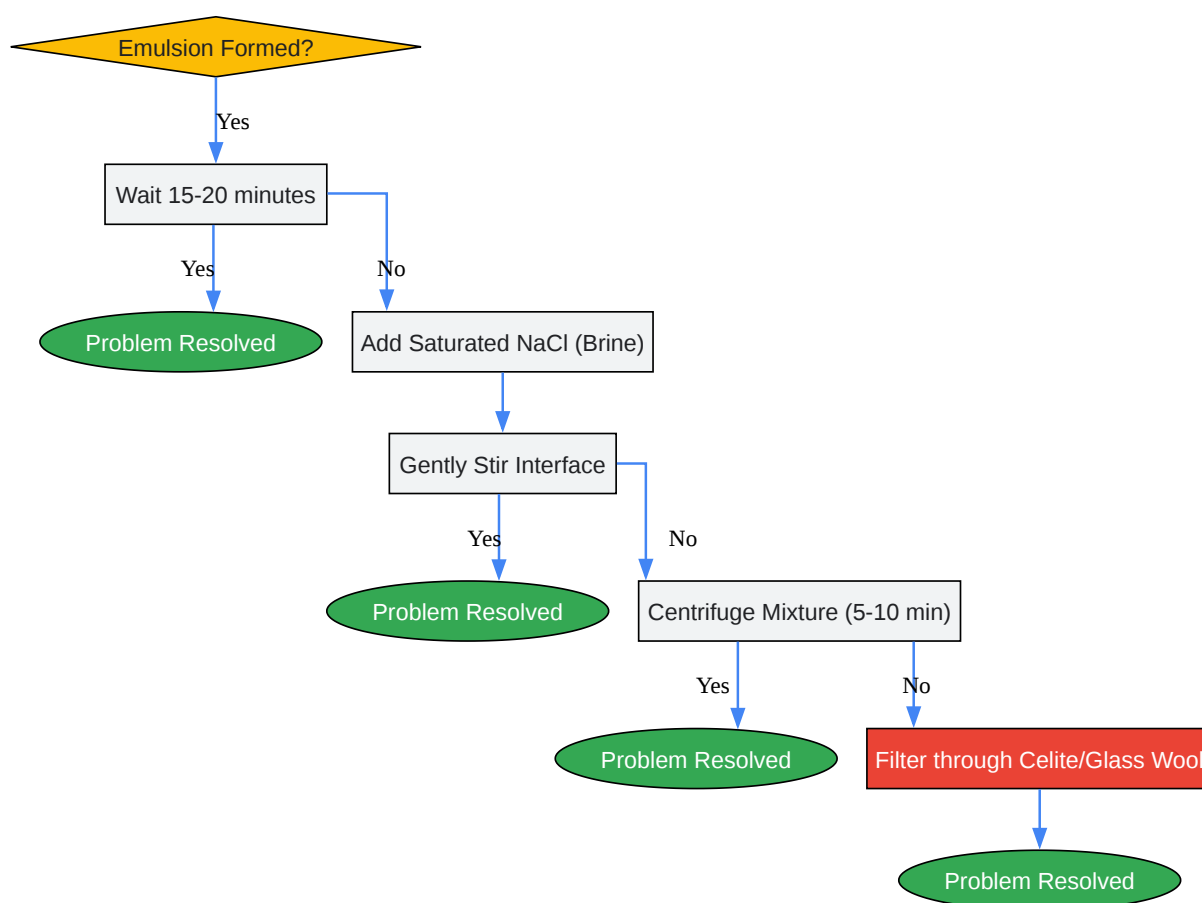 Emulsion Formed?
Yes
Wait 15-20 minutes
Yes
No
Problem Resolved
Add Saturated NaCl (Brine)
Gently Stir Interface
Yes
No
Problem Resolved
Centrifuge Mixture (5-10 min)
Yes
No
Problem Resolved
Filter through Celite/Glass Wool
Problem Resolved